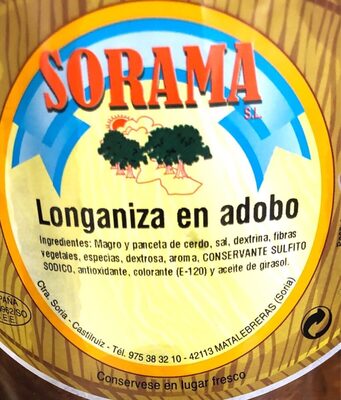 SORAMA
S.L.
Longaniza en adobo
Ingredientes: Magro y panceta de cerdo, sal, dextrina, fibras
vegetales, especias, dextrosa, aroma, CONSERVANTE SULFITO
SODICO, antioxidante, colorante (E-120) y aceite de girasol.
Ctra. Soria - Castilruiz - Tel. 975 38 32 10 - 42113 MATALEBRERAS (Soria)
Conservese en lugar fresco